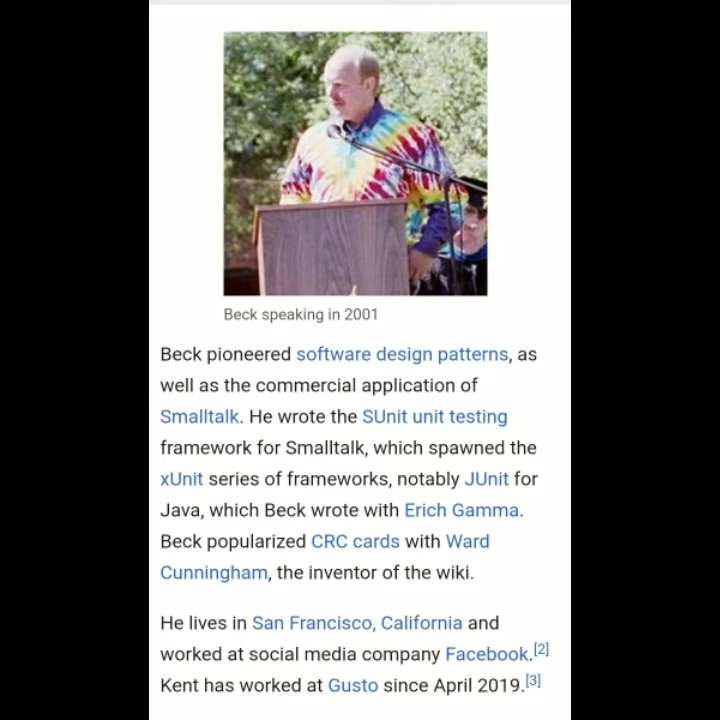 Beck speaking in 2001
Beck pioneered software design patterns, as
well as the commercial application of
Smalltalk. He wrote the SUnit unit testing
framework for Smalltalk, which spawned the
xUnit series of frameworks, notably JUnit for
Java, which Beck wrote with Erich Gamma.
Beck popularized CRC cards with Ward
Cunningham, the inventor of the wiki.
He lives in San Francisco, California and
worked at social media company Facebook.[2]
Kent has worked at Gusto since April 2019.[3]